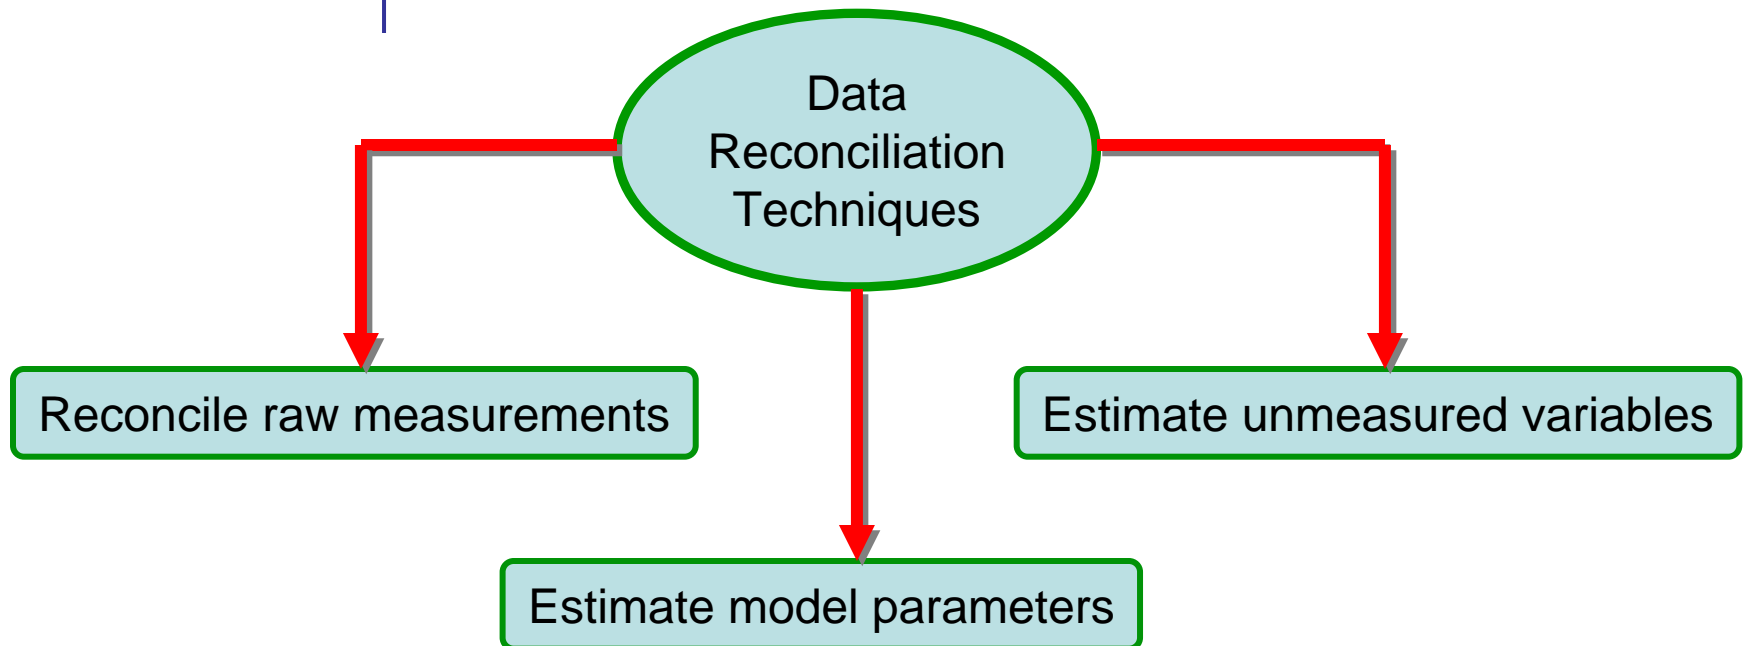 Data
Reconciliation
Techniques
Reconcile raw measurements
Estimate unmeasured variables
Estimate model parameters